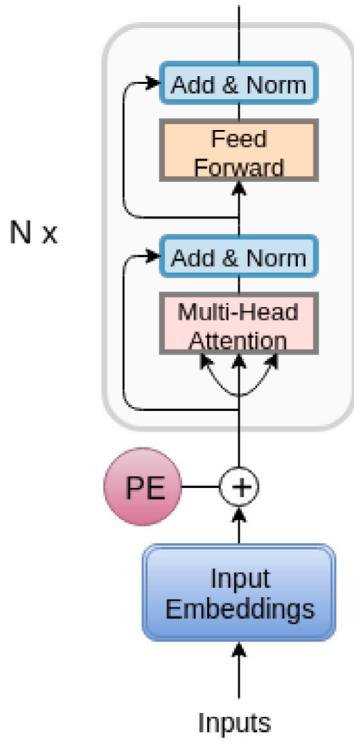 Add & Norm
Feed
Forward
N x
Add & Norm
Multi-Head
Attention
PE
+
Input
Embeddings
Inputs